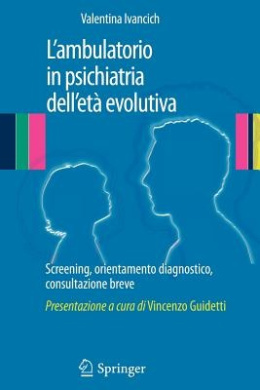 Valentina Ivancich
L'ambulatorio
in psichiatria
dell'età evolutiva
Screening, orientamento diagnostico,
consultazione breve
Presentazione a cura di Vincenzo Guidetti
Springer